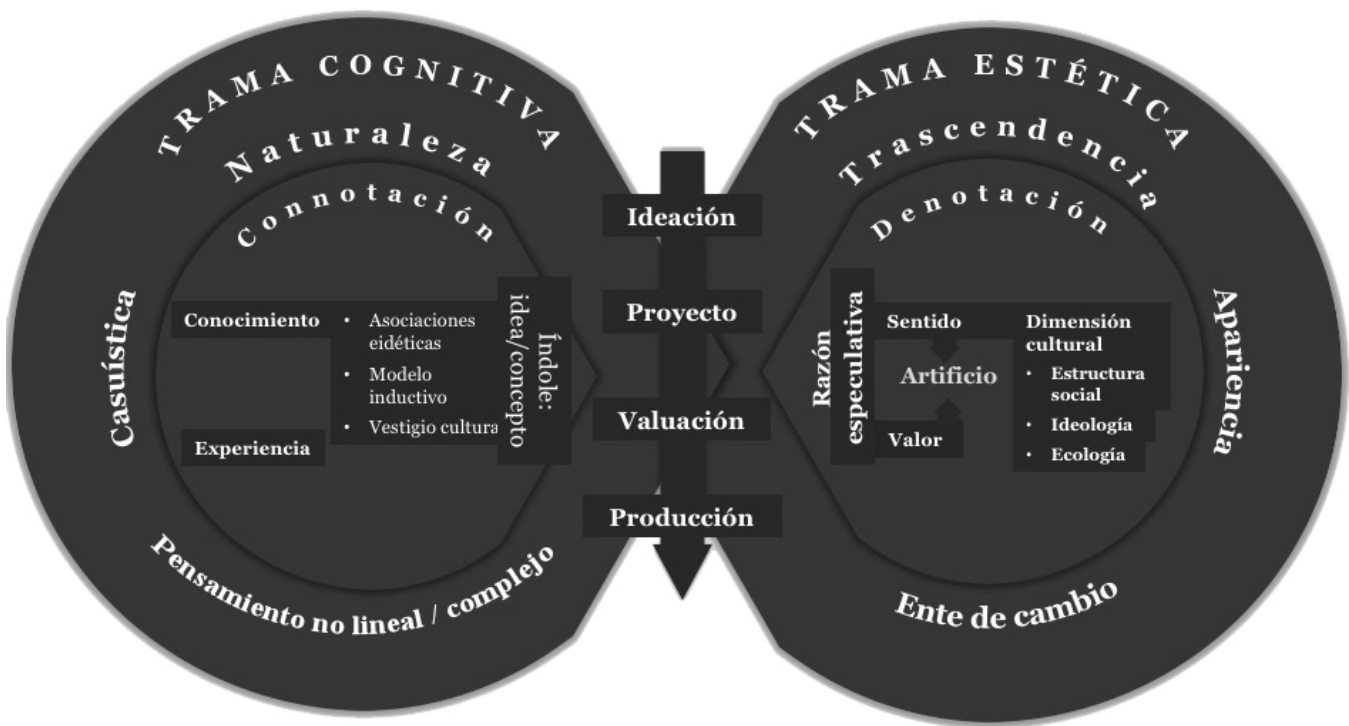 TRAMA COGNITIVA
Naturaleza
Connotación
Casuística
Conocimiento
• Asociaciones
eidéticas
• Modelo
inductivo
• Vestigio cultura
Experiencia
Índole:
idea/concepto
Pensamiento no lineal / complejo
Ideación
Proyecto
Valuación
Producción
TRAMA ESTÉTICA
Trascendencia
Denotación
Razón
especulativa
Sentido
Artificio
Valor
Dimensión
cultural
• Estructura
social
• Ideología
• Ecología
Apariencia
Ente de cambio